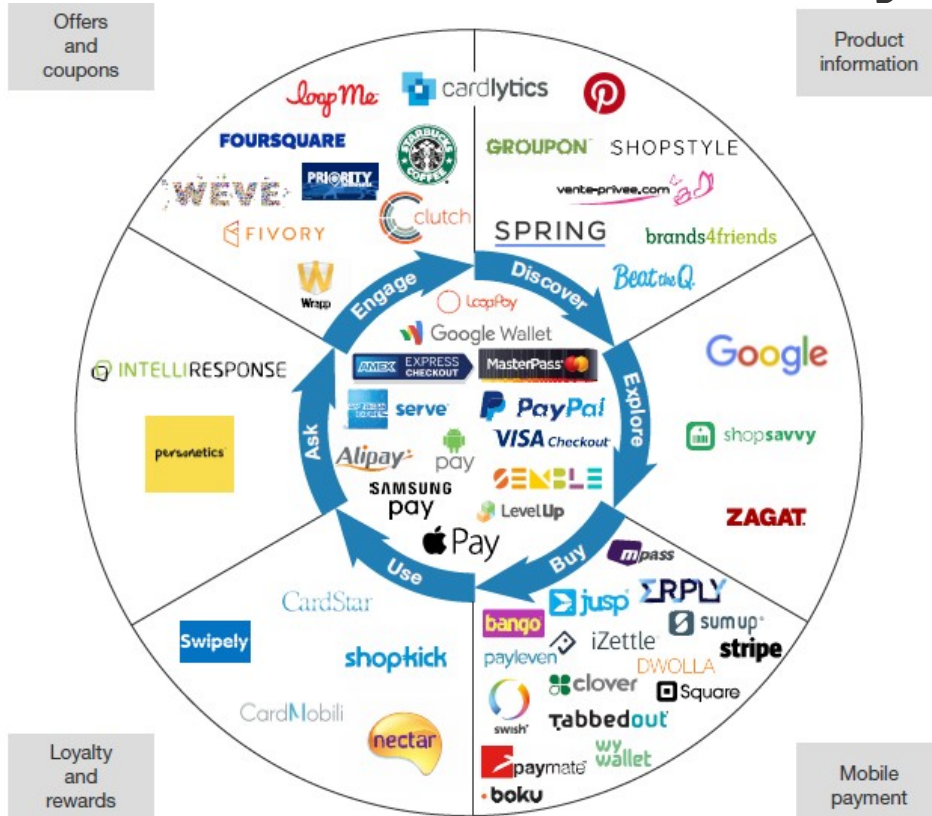 Offers
and
coupons
Product
information
loop Me
cardlytics
FOURSQUARE
STARBUCKS
COFFEE
WEVE
PRIORITY
clutch
FIVORY
Wrapp
GROUPON
SHOPSTYLE
vente-privee.com
SPRING
brands4friends
Beat the Q.
Engage
Discover
Explore
Buy
Use
Ask
LoopPay
Google Wallet
AMEX EXPRESS
CHECKOUT
MasterPass
serve
PayPal
VISA Checkout
Alipay
pay
SEMBLE
SAMSUNG
pay
LevelUp
Pay
INTELLIRESPONSE
personetics
Google
shopsavvy
ZAGAT
CardStar
Swipely
shopkick
CardMobili
nectar
mpass
ERPLY
jusp
bango
sumup
iZettle
stripe
payleven
DWOLLA
clover
Square
swish
Tabbedout
wy
wallet
paymate
boku
Loyalty
and
rewards
Mobile
payment